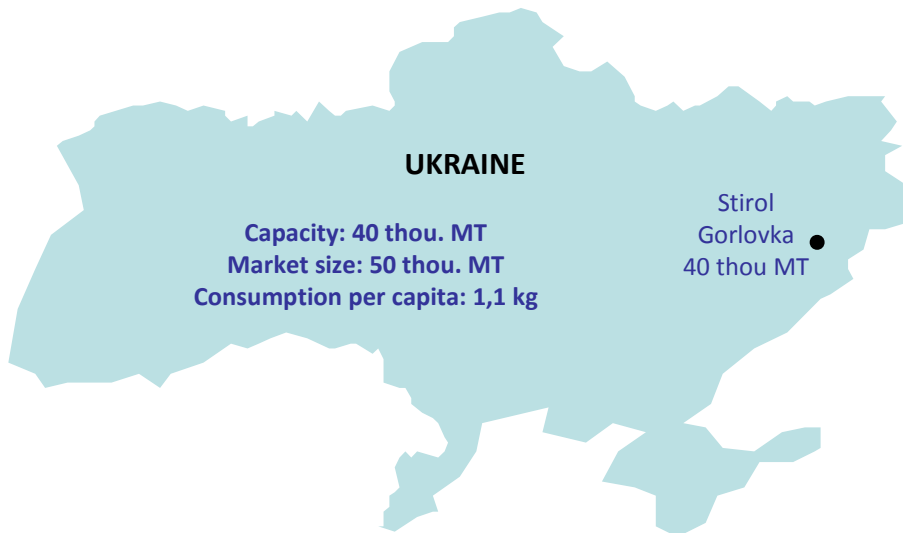 UKRAINE
Capacity: 40 thou. MT
Market size: 50 thou. MT
Consumption per capita: 1,1 kg
Stirol
Gorlovka
40 thou MT